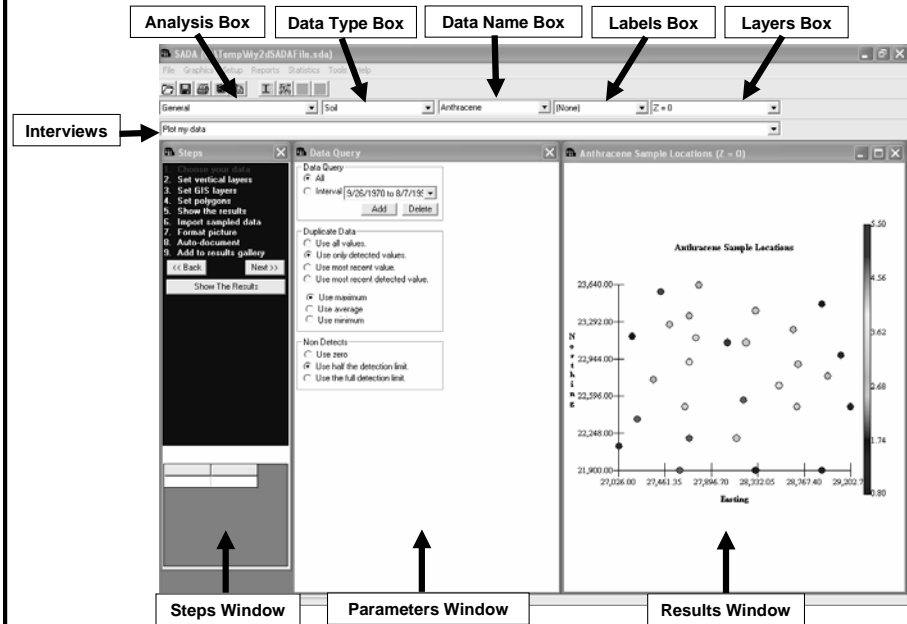 Analysis Box
Data Type Box
Data Name Box
Labels Box
Layers Box
File Graphics Setup Reports Statistics Tools Help
General
Soil
Anthracene
(None)
Z = 0
Interviews
Plot my data
Steps
1. Choose your data
2. Set vertical layers
3. Set GIS layers
4. Set polygons
5. Show the results
6. Import sampled data
7. Format picture
8. Auto-document
9. Add to results gallery
<< Back
Next >>
Show The Results
Data Query
Data Query
All
Interval
9/26/1970 to 8/7/199
Add
Delete
Duplicate Data
Use all values.
Use only detected values.
Use most recent value.
Use most recent detected value.
Use maximum
Use average
Use minimum
Non Detects
Use zero
Use half the detection limit.
Use the full detection limit.
Anthracene Sample Locations (Z = 0)
Anthracene Sample Locations
Northing
23,640.00
23,292.00
22,944.00
22,596.00
22,248.00
21,900.00
27,026.00
27,461.35
27,896.70
28,332.05
28,767.40
29,202.7
Easting
5.50
4.56
3.62
2.68
1.74
0.80
Steps Window
Parameters Window
Results Window